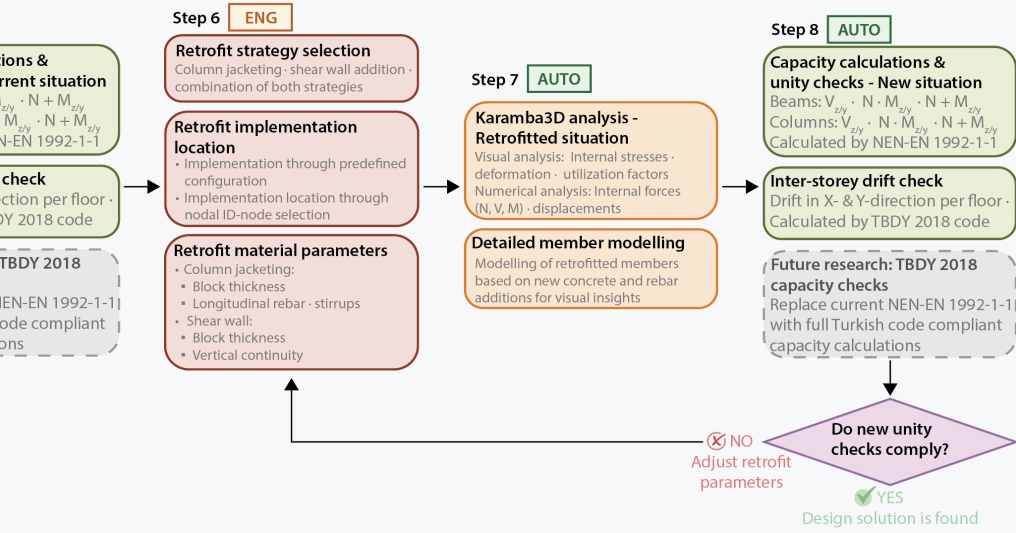 tions &
rrent situation
M z/y · N + M z/y
M z/y · N + M z/y
N-EN 1992-1-1
check
ection per floor ·
DY 2018 code
TBDY 2018
NEN-EN 1992-1-1
ode compliant
ons
Step 6 ENG
Retrofit strategy selection
Column jacketing · shear wall addition ·
combination of both strategies
Retrofit implementation
location
• Implementation through predefined
configuration
• Implementation location through
nodal ID-node selection
Retrofit material parameters
• Column jacketing:
▪ Block thickness
▪ Longitudinal rebar · stirrups
• Shear wall:
▪ Block thickness
▪ Vertical continuity
Step 7 AUTO
Karamba3D analysis -
Retrofitted situation
Visual analysis: Internal stresses ·
deformation · utilization factors
Numerical analysis: Internal forces
(N, V, M) · displacements
Detailed member modelling
Modelling of retrofitted members
based on new concrete and rebar
additions for visual insights
Step 8 AUTO
Capacity calculations &
unity checks - New situation
Beams: V z/y · N · M z/y · N + M z/y
Columns: V z/y · N · M z/y · N + M z/y
Calculated by NEN-EN 1992-1-1
Inter-storey drift check
Drift in X- & Y-direction per floor ·
Calculated by TBDY 2018 code
Future research: TBDY 2018
capacity checks
Replace current NEN-EN 1992-1-1
with full Turkish code compliant
capacity calculations
Do new unity
checks comply?
NO
Adjust retrofit
parameters
YES
Design solution is found